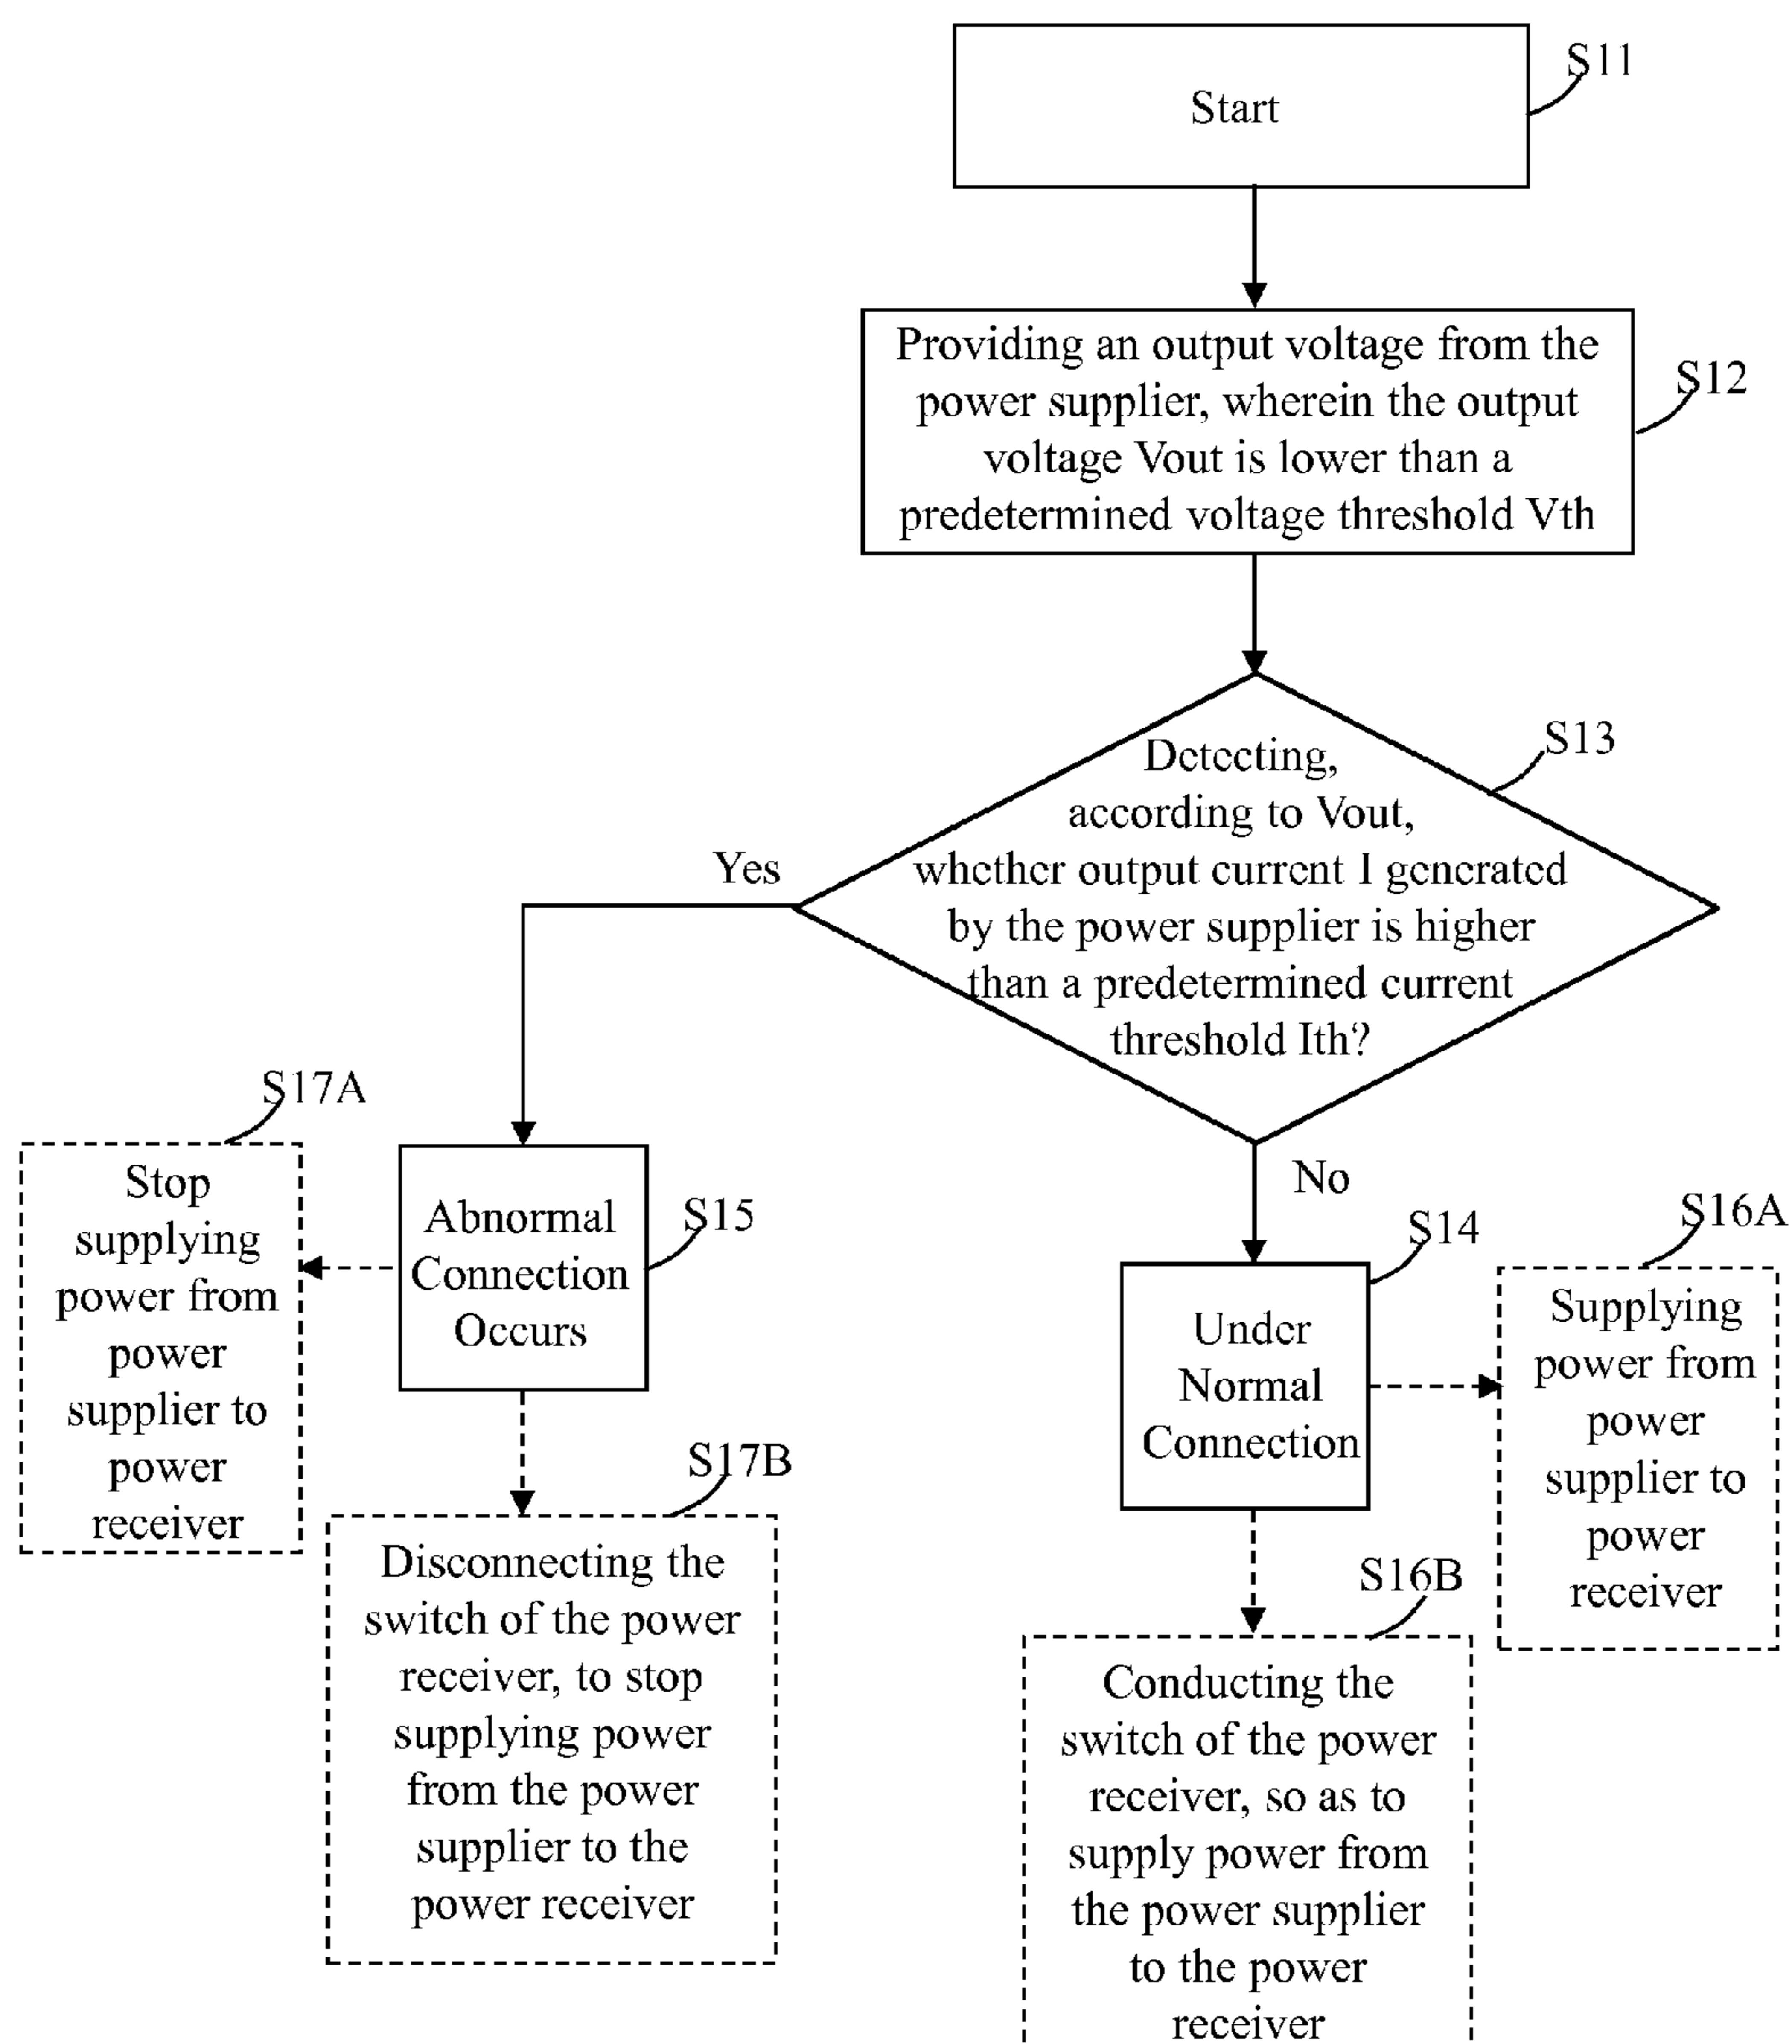 Start
S11
Providing an output voltage from the
power supplier, wherein the output
voltage Vout is lower than a
predetermined voltage threshold Vth
S12
Detecting,
according to Vout,
whether output current I generated
by the power supplier is higher
than a predetermined current
threshold Ith?
S13
Yes
No
S17A
Stop
supplying
power from
power
supplier to
power
receiver
Abnormal
Connection
Occurs
S15
S14
Under
Normal
Connection
S16A
Supplying
power from
power
supplier to
power
receiver
S17B
Disconnecting the
switch of the power
receiver, to stop
supplying power
from the power
supplier to the
power receiver
S16B
Conducting the
switch of the power
receiver, so as to
supply power from
the power supplier
to the power
receiver